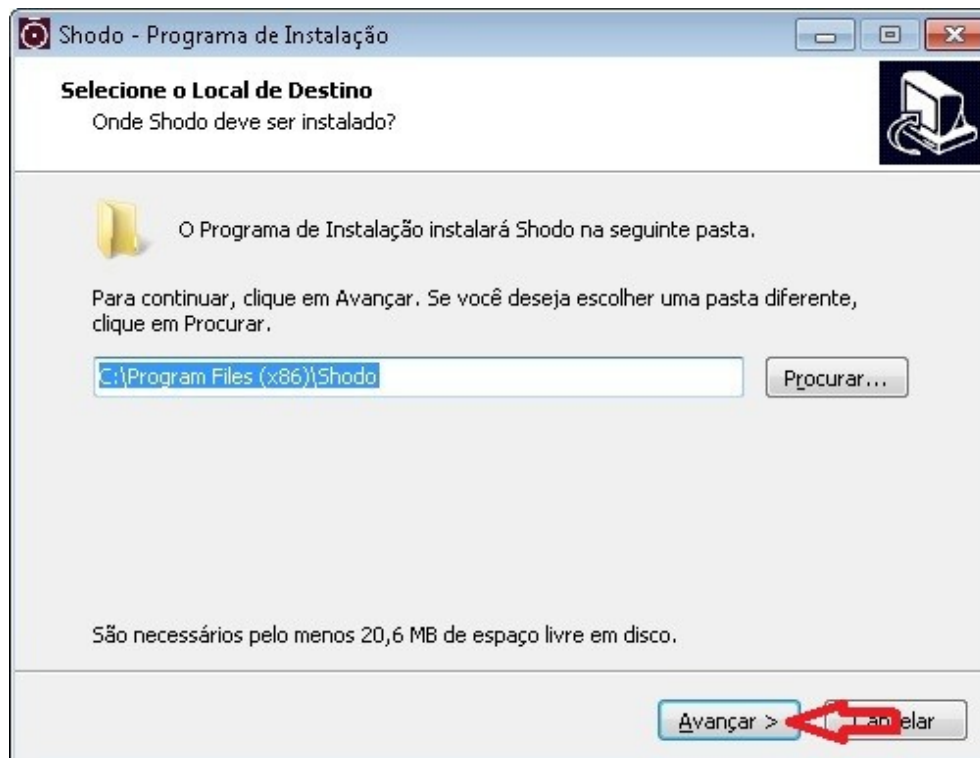 Shodo - Programa de Instalação
Selecione o Local de Destino
Onde Shodo deve ser instalado?
O Programa de Instalação instalará Shodo na seguinte pasta.
Para continuar, clique em Avançar. Se você deseja escolher uma pasta diferente,
clique em Procurar.
C:\Program Files (x86)\Shodo
Procurar...
São necessários pelo menos 20,6 MB de espaço livre em disco.
Avançar >
Cancelar